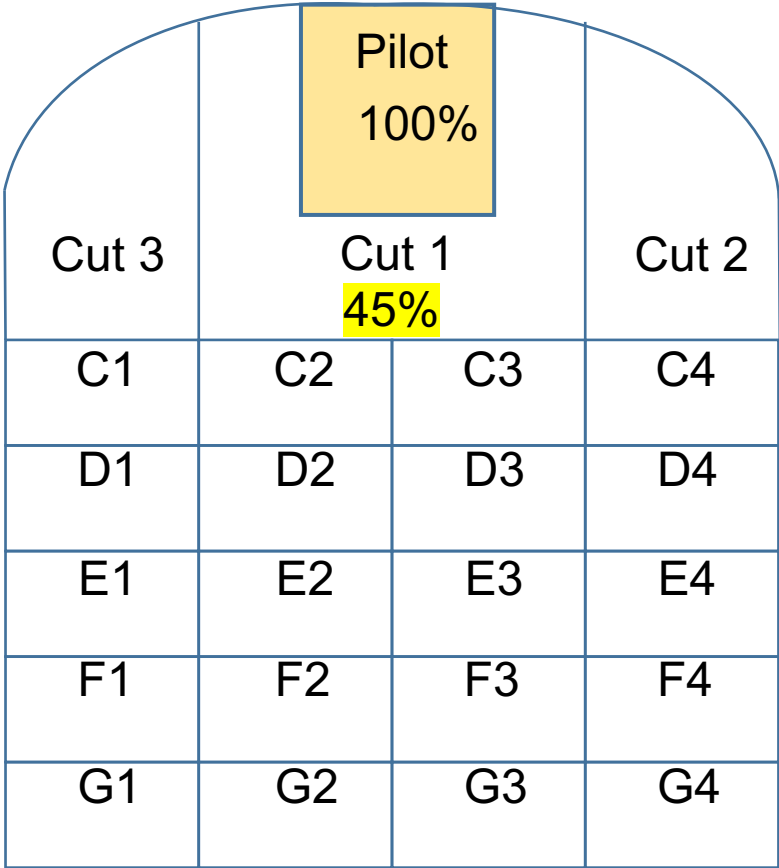 Pilot
100%
Cut 3 Cut 1 Cut 2
45%
C1 C2 C3 C4
D1 D2 D3 D4
E1 E2 E3 E4
F1 F2 F3 F4
G1 G2 G3 G4